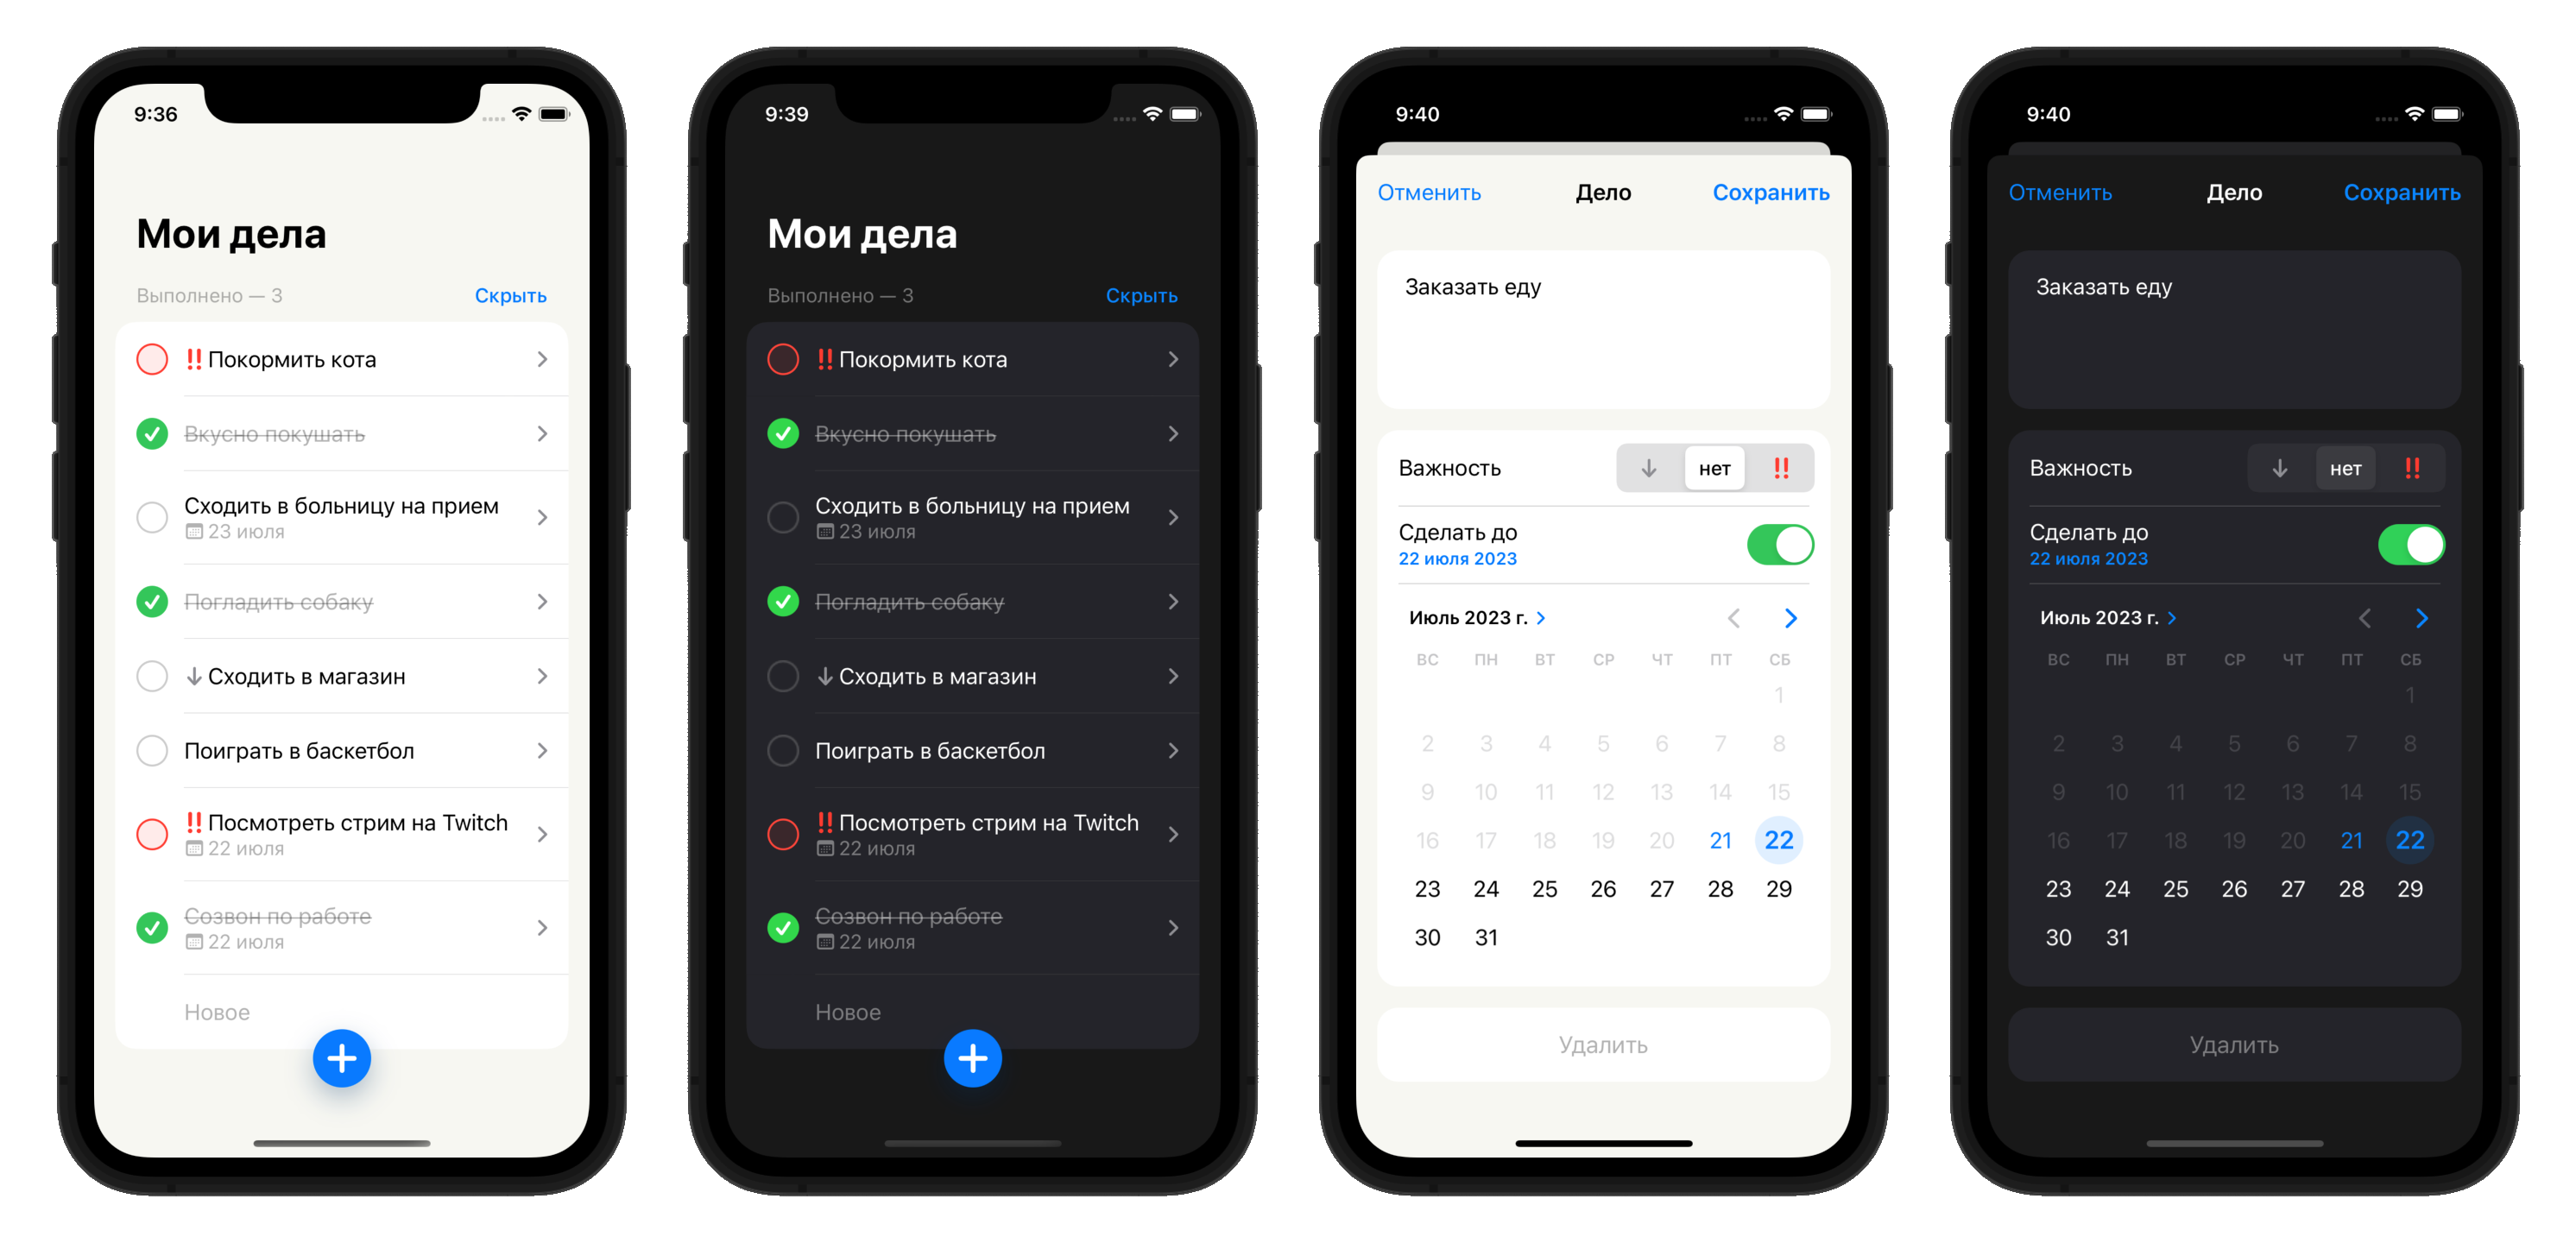 9:36
Мои дела
Выполнено — 3 Скрыть
!! Покормить кота
Вкусно покушать
Сходить в больницу на прием
23 июля
Погладить собаку
↓ Сходить в магазин
Поиграть в баскетбол
!! Посмотреть стрим на Twitch
22 июля
Созвон по работе
22 июля
Новое
9:39
Мои дела
Выполнено — 3 Скрыть
!! Покормить кота
Вкусно покушать
Сходить в больницу на прием
23 июля
Погладить собаку
↓ Сходить в магазин
Поиграть в баскетбол
!! Посмотреть стрим на Twitch
22 июля
Созвон по работе
22 июля
Новое
9:40
Отменить Дело Сохранить
Заказать еду
Важность ↓ нет !!
Сделать до
22 июля 2023
Июль 2023 г.
ВС ПН ВТ СР ЧТ ПТ СБ
1
2 3 4 5 6 7 8
9 10 11 12 13 14 15
16 17 18 19 20 21 22
23 24 25 26 27 28 29
30 31
Удалить
9:40
Отменить Дело Сохранить
Заказать еду
Важность ↓ нет !!
Сделать до
22 июля 2023
Июль 2023 г.
ВС ПН ВТ СР ЧТ ПТ СБ
1
2 3 4 5 6 7 8
9 10 11 12 13 14 15
16 17 18 19 20 21 22
23 24 25 26 27 28 29
30 31
Удалить